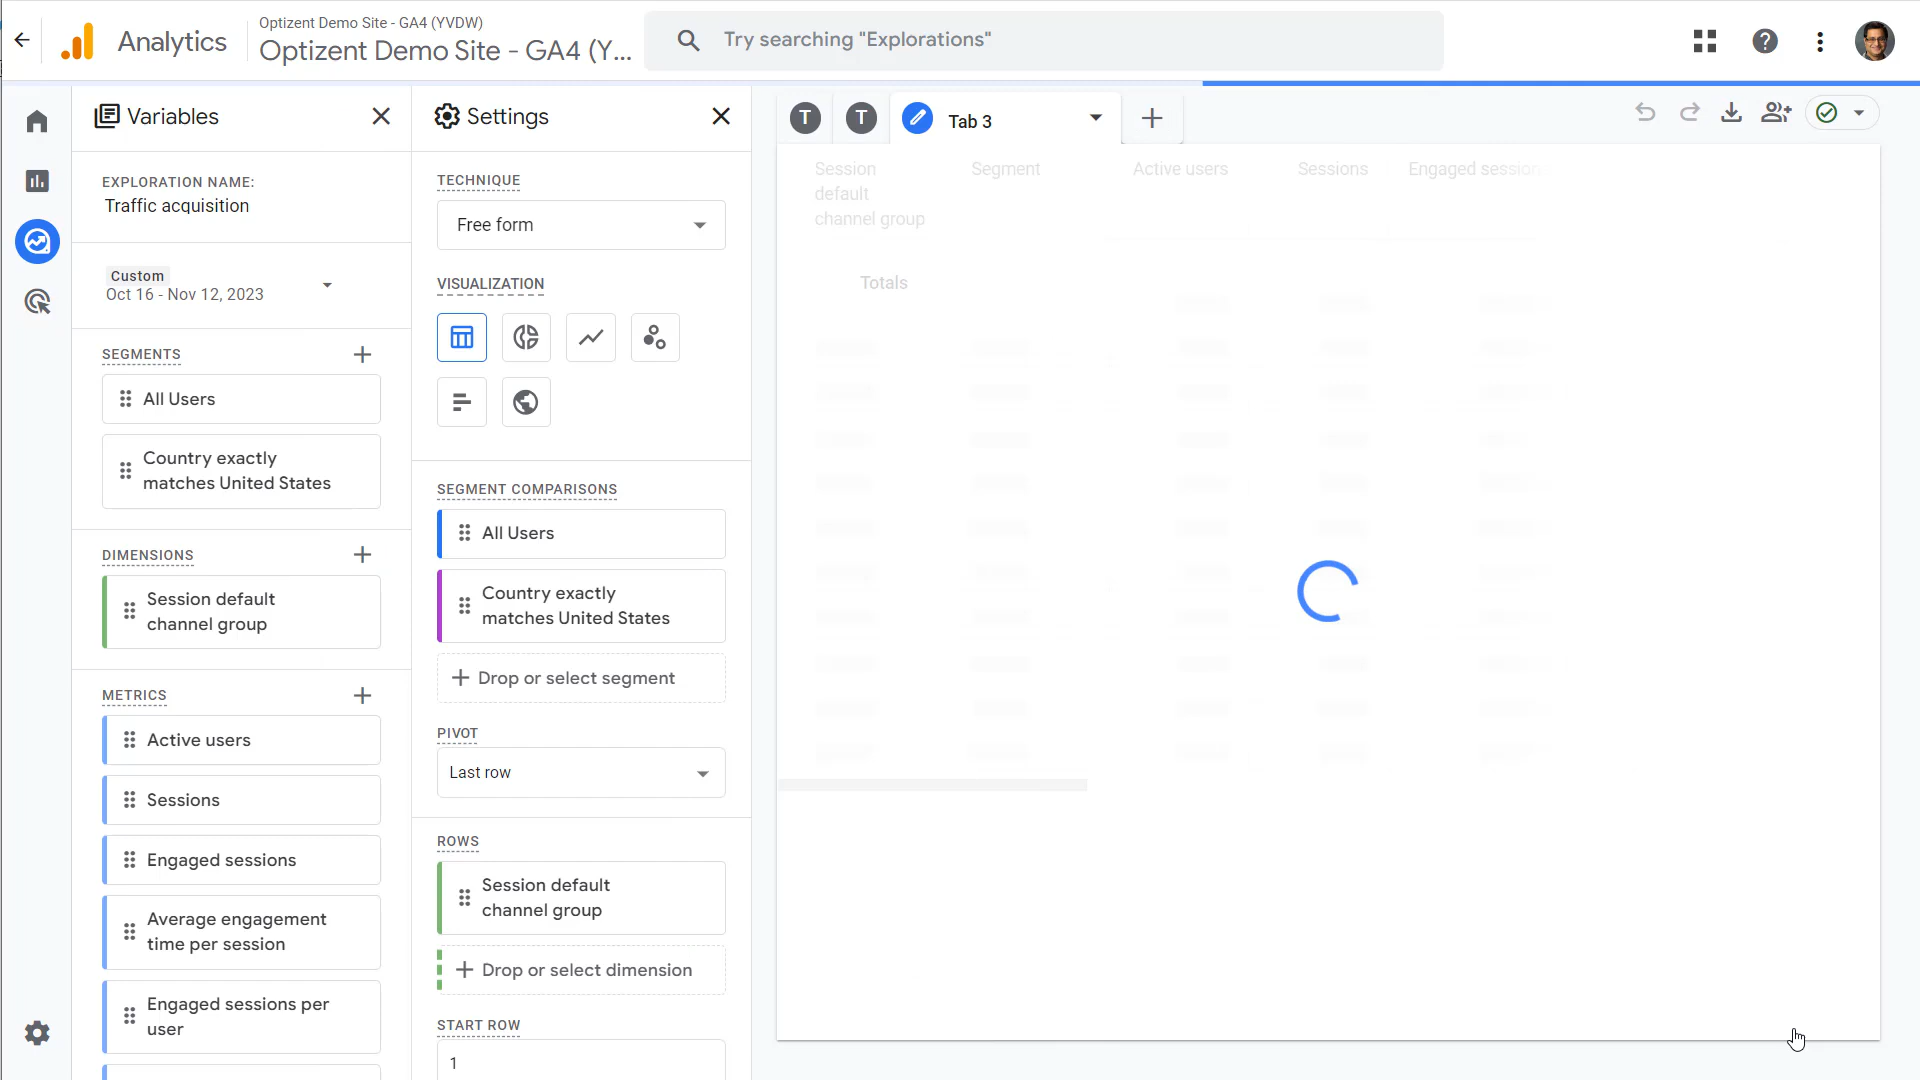 Analytics
Optizent Demo Site - GA4 (YVDW)
Optizent Demo Site - GA4 (Y...
Try searching "Explorations"
Variables
EXPLORATION NAME:
Traffic acquisition
Custom
Oct 16 - Nov 12, 2023
SEGMENTS
All Users
Country exactly
matches United States
DIMENSIONS
Session default
channel group
METRICS
Active users
Sessions
Engaged sessions
Average engagement
time per session
Engaged sessions per
user
Settings
TECHNIQUE
Free form
VISUALIZATION
SEGMENT COMPARISONS
All Users
Country exactly
matches United States
Drop or select segment
PIVOT
Last row
ROWS
Session default
channel group
Drop or select dimension
START ROW
1
T
T
Tab 3
Session
default
channel group
Segment
Active users
Sessions
Engaged session
Totals